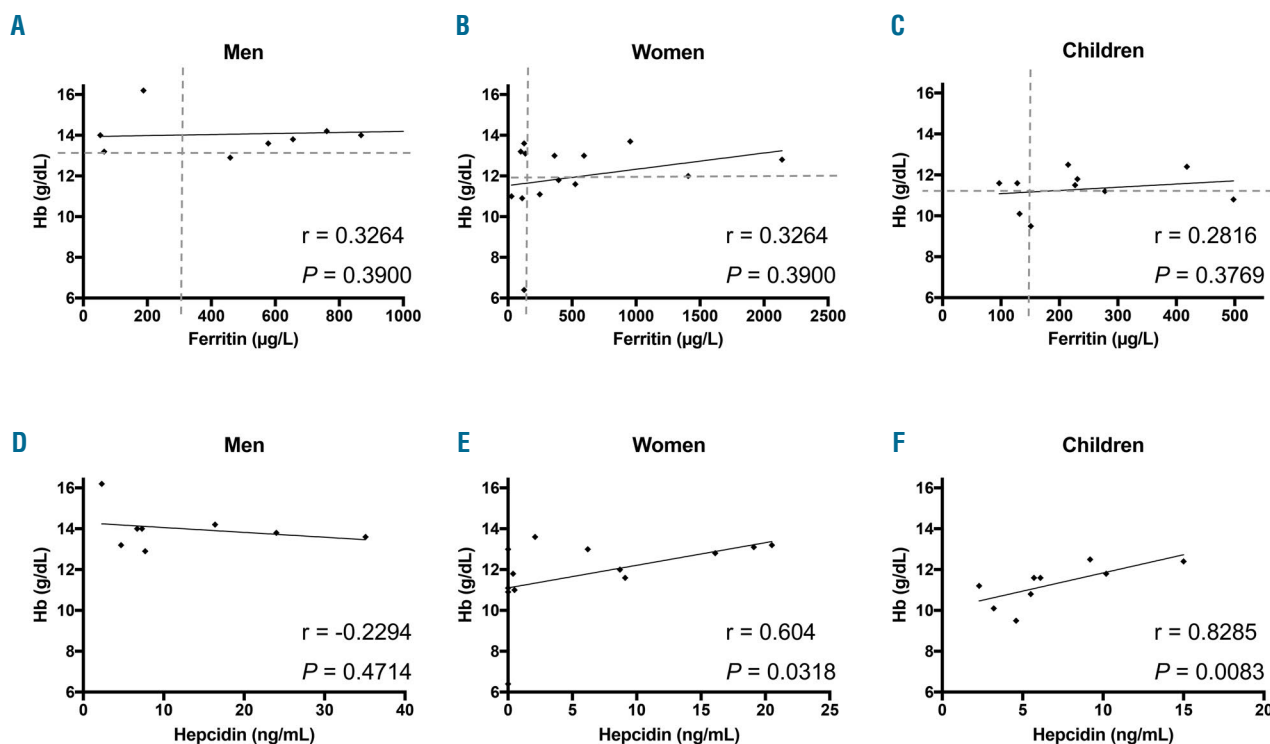 A
Men
Hb (g/dL)
16
14
12
10
8
6
r = 0.3264
P = 0.3900
0 200 400 600 800 1000
Ferritin (µg/L)
B
Women
Hb (g/dL)
16
14
12
10
8
6
r = 0.3264
P = 0.3900
0 500 1000 1500 2000 2500
Ferritin (µg/L)
C
Children
Hb (g/dL)
16
14
12
10
8
6
r = 0.2816
P = 0.3769
0 100 200 300 400 500
Ferritin (µg/L)
D
Men
Hb (g/dL)
16
14
12
10
8
6
r = -0.2294
P = 0.4714
0 10 20 30 40
Hepcidin (ng/mL)
E
Women
Hb (g/dL)
16
14
12
10
8
6
r = 0.604
P = 0.0318
0 5 10 15 20 25
Hepcidin (ng/mL)
F
Children
Hb (g/dL)
16
14
12
10
8
6
r = 0.8285
P = 0.0083
0 5 10 15 20
Hepcidin (ng/mL)